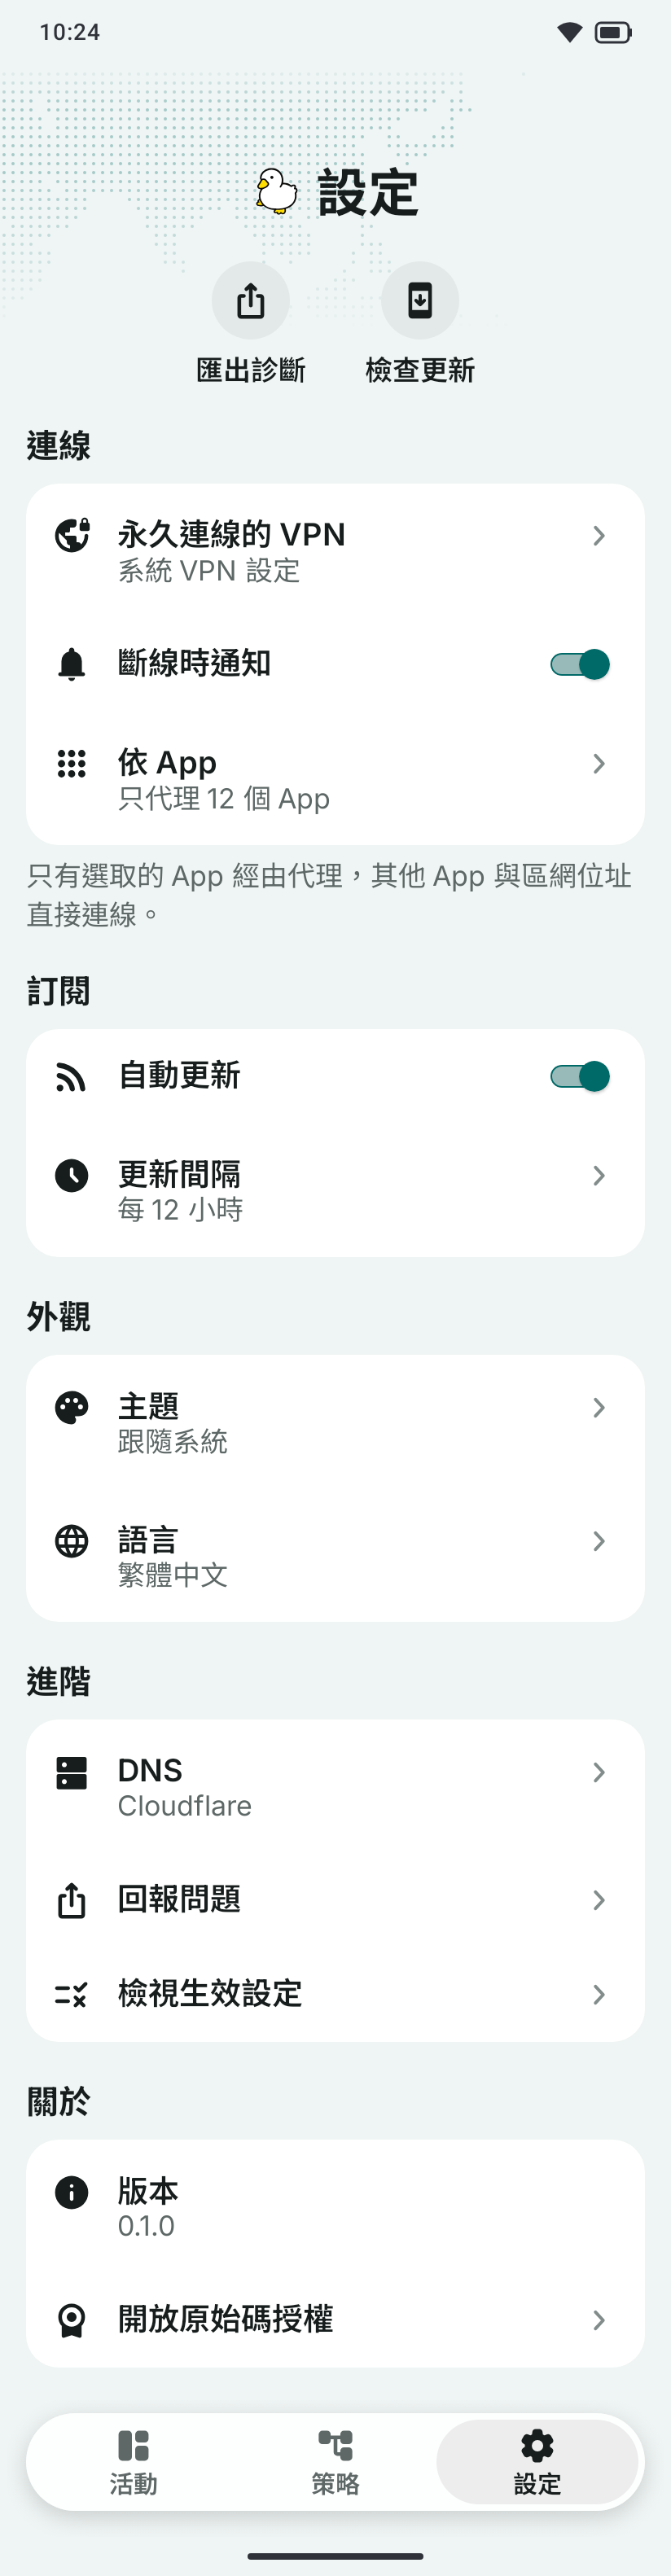 10:24
設定
匯出診斷
檢查更新
連線
永久連線的 VPN
系統 VPN 設定
斷線時通知
依 App
只代理 12 個 App
只有選取的 App 經由代理，其他 App 與區網位址
直接連線。
訂閱
自動更新
更新間隔
每 12 小時
外觀
主題
跟隨系統
語言
繁體中文
進階
DNS
Cloudflare
回報問題
檢視生效設定
關於
版本
0.1.0
開放原始碼授權
活動
策略
設定